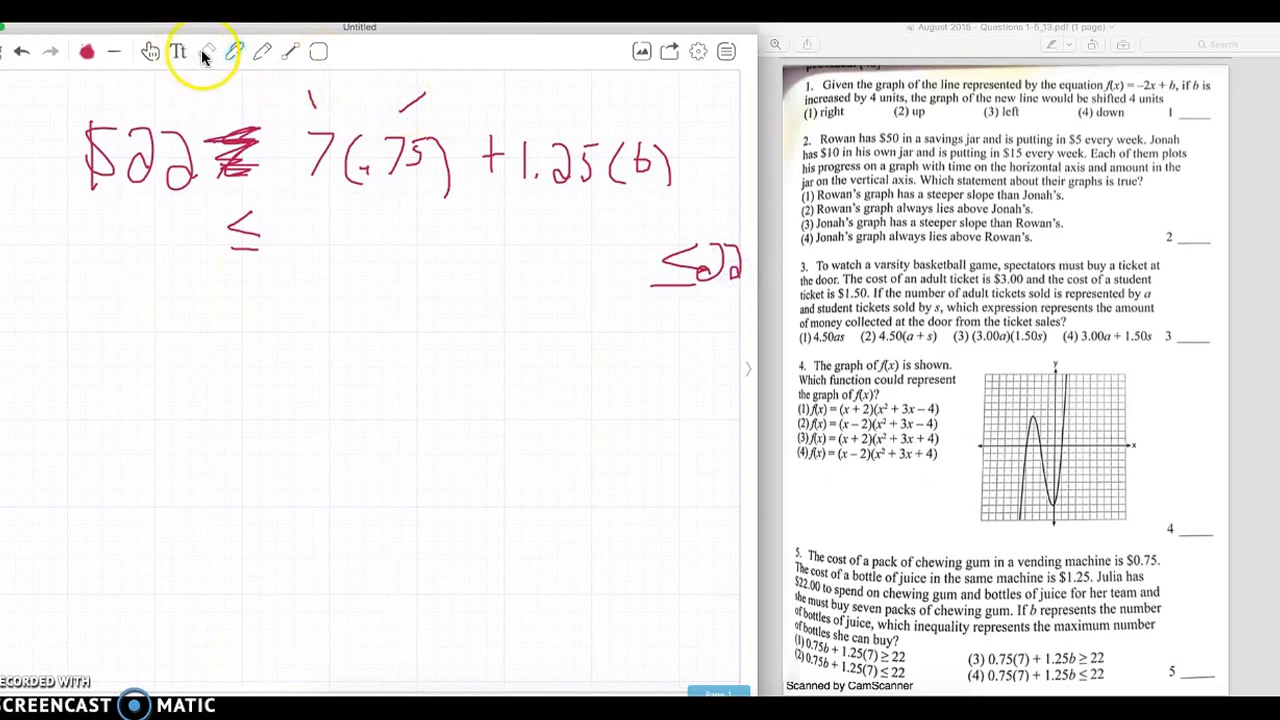 Untitled
Tt
$22
7(.75) +1.25(b)
≤
≤22
Page 1
RECORDED WITH
SCREENCAST MATIC
August 2015 - Questions 1-5_13.pdf (1 page)
Search
1. Given the graph of the line represented by the equation f(x) = –2x + b, if b is
increased by 4 units, the graph of the new line would be shifted 4 units
(1) right (2) up (3) left (4) down 1 ____
2. Rowan has $50 in a savings jar and is putting in $5 every week. Jonah
has $10 in his own jar and is putting in $15 every week. Each of them plots
his progress on a graph with time on the horizontal axis and amount in the
jar on the vertical axis. Which statement about their graphs is true?
(1) Rowan's graph has a steeper slope than Jonah's.
(2) Rowan's graph always lies above Jonah's.
(3) Jonah's graph has a steeper slope than Rowan's.
(4) Jonah's graph always lies above Rowan's. 2 ____
3. To watch a varsity basketball game, spectators must buy a ticket at
the door. The cost of an adult ticket is $3.00 and the cost of a student
ticket is $1.50. If the number of adult tickets sold is represented by a
and student tickets sold by s, which expression represents the amount
of money collected at the door from the ticket sales?
(1) 4.50as (2) 4.50(a + s) (3) (3.00a)(1.50s) (4) 3.00a + 1.50s 3 ____
4. The graph of f(x) is shown.
Which function could represent
the graph of f(x)?
(1) f(x) = (x + 2)(x² + 3x – 4)
(2) f(x) = (x – 2)(x² + 3x – 4)
(3) f(x) = (x + 2)(x² + 3x + 4)
(4) f(x) = (x – 2)(x² + 3x + 4)
y
x
4 ____
5. The cost of a pack of chewing gum in a vending machine is $0.75.
The cost of a bottle of juice in the same machine is $1.25. Julia has
$22.00 to spend on chewing gum and bottles of juice for her team and
she must buy seven packs of chewing gum. If b represents the number
of bottles of juice, which inequality represents the maximum number
of bottles she can buy?
(1) 0.75b + 1.25(7) ≥ 22 (3) 0.75(7) + 1.25b ≥ 22
(2) 0.75b + 1.25(7) ≤ 22 (4) 0.75(7) + 1.25b ≤ 22 5 ____
Scanned by CamScanner